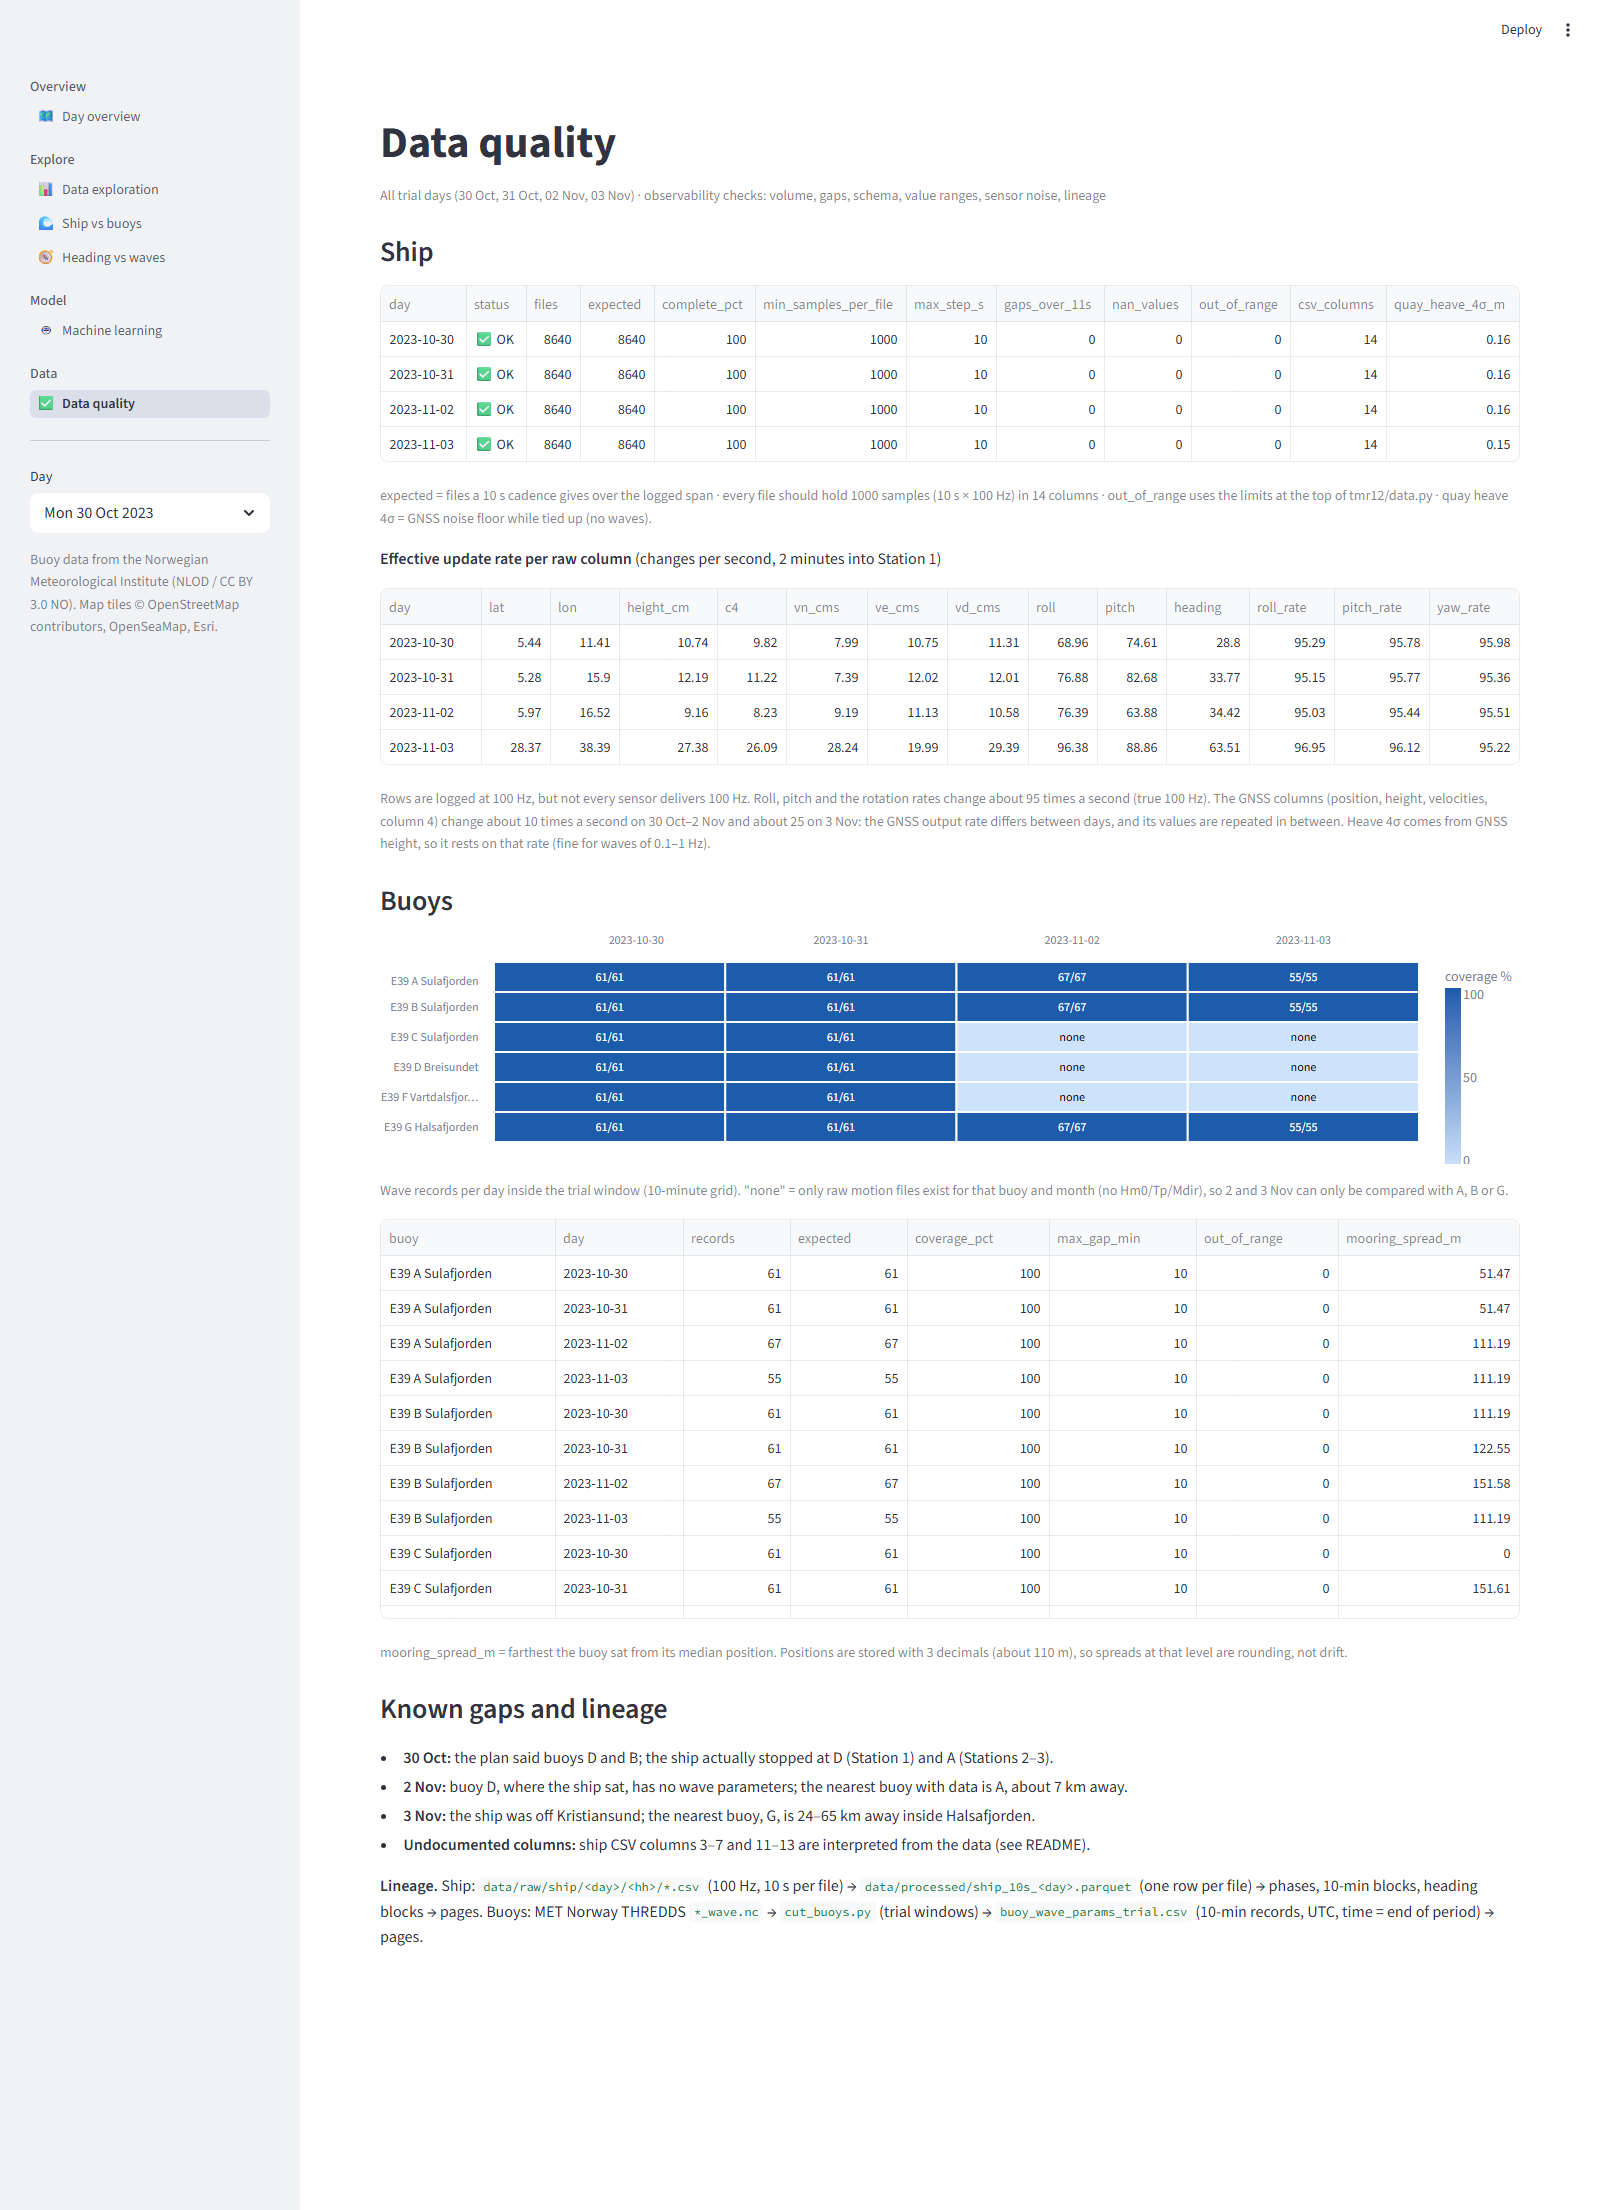 Deploy
Overview
Day overview
Explore
Data exploration
Ship vs buoys
Heading vs waves
Model
Machine learning
Data
Data quality
Day
Mon 30 Oct 2023
Buoy data from the Norwegian
Meteorological Institute (NLOD / CC BY
3.0 NO). Map tiles © OpenStreetMap
contributors, OpenSeaMap, Esri.
Data quality
All trial days (30 Oct, 31 Oct, 02 Nov, 03 Nov) · observability checks: volume, gaps, schema, value ranges, sensor noise, lineage
Ship
day status files expected complete_pct min_samples_per_file max_step_s gaps_over_11s nan_values out_of_range csv_columns quay_heave_4σ_m
2023-10-30 ✅ OK 8640 8640 100 1000 10 0 0 0 14 0.16
2023-10-31 ✅ OK 8640 8640 100 1000 10 0 0 0 14 0.16
2023-11-02 ✅ OK 8640 8640 100 1000 10 0 0 0 14 0.16
2023-11-03 ✅ OK 8640 8640 100 1000 10 0 0 0 14 0.15
expected = files a 10 s cadence gives over the logged span · every file should hold 1000 samples (10 s × 100 Hz) in 14 columns · out_of_range uses the limits at the top of tmr12/data.py · quay heave
4σ = GNSS noise floor while tied up (no waves).
Effective update rate per raw column (changes per second, 2 minutes into Station 1)
day lat lon height_cm c4 vn_cms ve_cms vd_cms roll pitch heading roll_rate pitch_rate yaw_rate
2023-10-30 5.44 11.41 10.74 9.82 7.99 10.75 11.31 68.96 74.61 28.8 95.29 95.78 95.98
2023-10-31 5.28 15.9 12.19 11.22 7.39 12.02 12.01 76.88 82.68 33.77 95.15 95.77 95.36
2023-11-02 5.97 16.52 9.16 8.23 9.19 11.13 10.58 76.39 63.88 34.42 95.03 95.44 95.51
2023-11-03 28.37 38.39 27.38 26.09 28.24 19.99 29.39 96.38 88.86 63.51 96.95 96.12 95.22
Rows are logged at 100 Hz, but not every sensor delivers 100 Hz. Roll, pitch and the rotation rates change about 95 times a second (true 100 Hz). The GNSS columns (position, height, velocities,
column 4) change about 10 times a second on 30 Oct–2 Nov and about 25 on 3 Nov: the GNSS output rate differs between days, and its values are repeated in between. Heave 4σ comes from GNSS
height, so it rests on that rate (fine for waves of 0.1–1 Hz).
Buoys
2023-10-30 2023-10-31 2023-11-02 2023-11-03
E39 A Sulafjorden 61/61 61/61 67/67 55/55
E39 B Sulafjorden 61/61 61/61 67/67 55/55
E39 C Sulafjorden 61/61 61/61 none none
E39 D Breisundet 61/61 61/61 none none
E39 F Vartdalsfjor... 61/61 61/61 none none
E39 G Halsafjorden 61/61 61/61 67/67 55/55
coverage %
100
50
0
Wave records per day inside the trial window (10-minute grid). "none" = only raw motion files exist for that buoy and month (no Hm0/Tp/Mdir), so 2 and 3 Nov can only be compared with A, B or G.
buoy day records expected coverage_pct max_gap_min out_of_range mooring_spread_m
E39 A Sulafjorden 2023-10-30 61 61 100 10 0 51.47
E39 A Sulafjorden 2023-10-31 61 61 100 10 0 51.47
E39 A Sulafjorden 2023-11-02 67 67 100 10 0 111.19
E39 A Sulafjorden 2023-11-03 55 55 100 10 0 111.19
E39 B Sulafjorden 2023-10-30 61 61 100 10 0 111.19
E39 B Sulafjorden 2023-10-31 61 61 100 10 0 122.55
E39 B Sulafjorden 2023-11-02 67 67 100 10 0 151.58
E39 B Sulafjorden 2023-11-03 55 55 100 10 0 111.19
E39 C Sulafjorden 2023-10-30 61 61 100 10 0 0
E39 C Sulafjorden 2023-10-31 61 61 100 10 0 151.61
mooring_spread_m = farthest the buoy sat from its median position. Positions are stored with 3 decimals (about 110 m), so spreads at that level are rounding, not drift.
Known gaps and lineage
• 30 Oct: the plan said buoys D and B; the ship actually stopped at D (Station 1) and A (Stations 2–3).
• 2 Nov: buoy D, where the ship sat, has no wave parameters; the nearest buoy with data is A, about 7 km away.
• 3 Nov: the ship was off Kristiansund; the nearest buoy, G, is 24–65 km away inside Halsafjorden.
• Undocumented columns: ship CSV columns 3–7 and 11–13 are interpreted from the data (see README).
Lineage. Ship: data/raw/ship/<day>/<hh>/*.csv (100 Hz, 10 s per file) → data/processed/ship_10s_<day>.parquet (one row per file) → phases, 10-min blocks, heading
blocks → pages. Buoys: MET Norway THREDDS *_wave.nc → cut_buoys.py (trial windows) → buoy_wave_params_trial.csv (10-min records, UTC, time = end of period) →
pages.